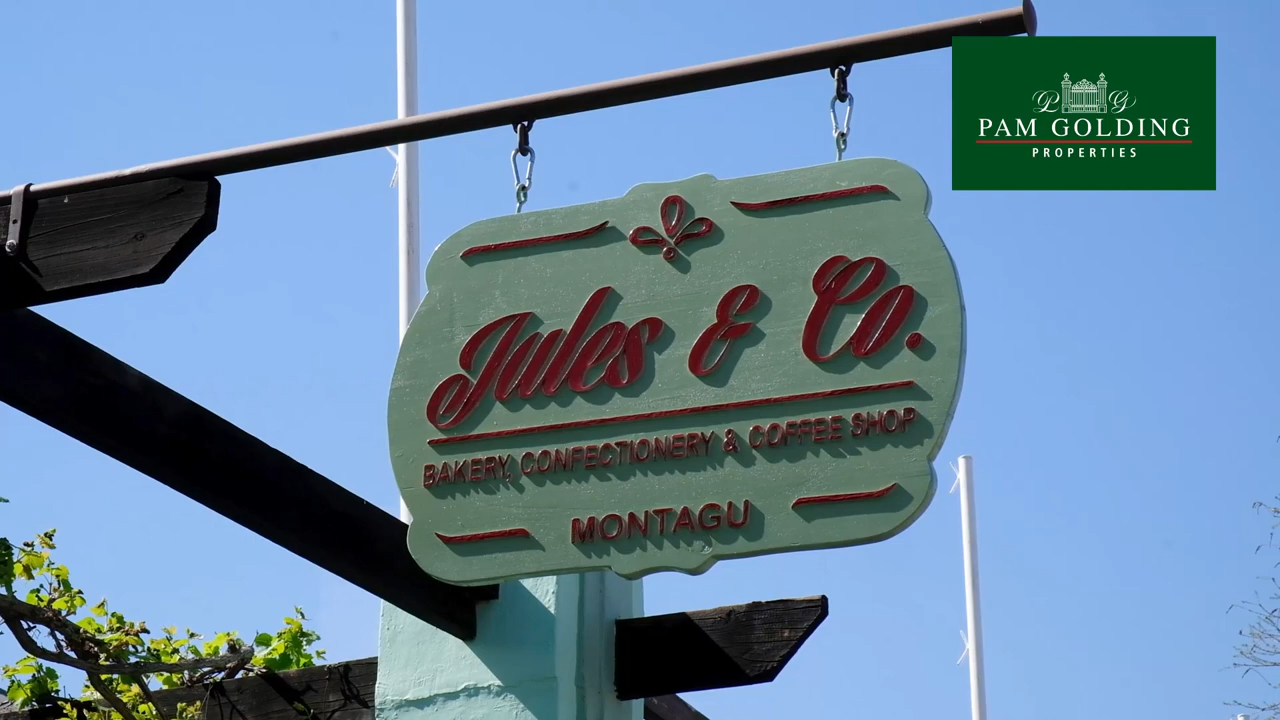 P G
PAM GOLDING
PROPERTIES
Jules & Co.
BAKERY, CONFECTIONERY & COFFEE SHOP
MONTAGU